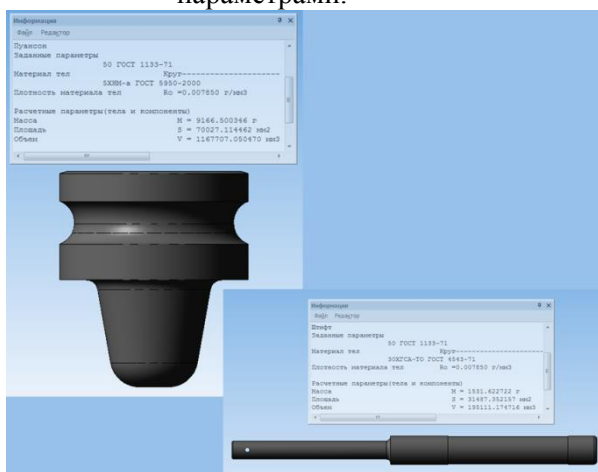 параметрами.
Информация
Файл Редактор
Пуансон
Заданные параметры
50 ГОСТ 1133-71
Материал тел Круг--------------------
5ХНМ-а ГОСТ 5950-2000
Плотность материала тел Ro =0.007850 г/мм3
Расчетные параметры(тела и компоненты)
Масса M = 9166.500346 г
Площадь S = 70027.114462 мм2
Объем V = 1167707.050470 мм3
Информация
Файл Редактор
Штифт
Заданные параметры
50 ГОСТ 1133-71
Материал тел Круг--------------------
30ХГСА-ТО ГОСТ 4543-71
Плотность материала тел Ro =0.007850 г/мм3
Расчетные параметры(тела и компоненты)
Масса M = 1531.622722 г
Площадь S = 31487.352157 мм2
Объем V = 195111.174716 мм3